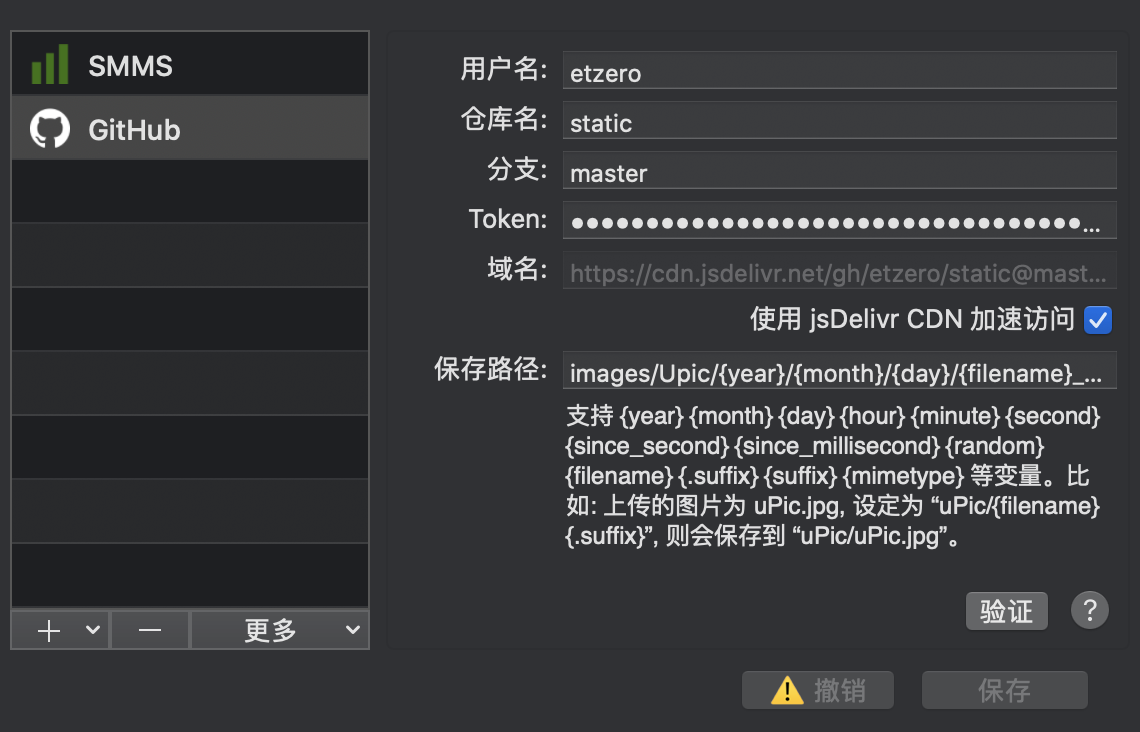 SMMS
GitHub
更多
用户名: etzero
仓库名: static
分支: master
Token: ●●●●●●●●●●●●●●●●●●●●●●●●●●●●●●●●●●...
域名: https://cdn.jsdelivr.net/gh/etzero/static@mast...
使用 jsDelivr CDN 加速访问
保存路径: images/Upic/{year}/{month}/{day}/{filename}_...
支持 {year} {month} {day} {hour} {minute} {second}
{since_second} {since_millisecond} {random}
{filename} {.suffix} {suffix} {mimetype} 等变量。比
如: 上传的图片为 uPic.jpg, 设定为 “uPic/{filename}
{.suffix}”, 则会保存到 “uPic/uPic.jpg”。
验证 ?
撤销 保存